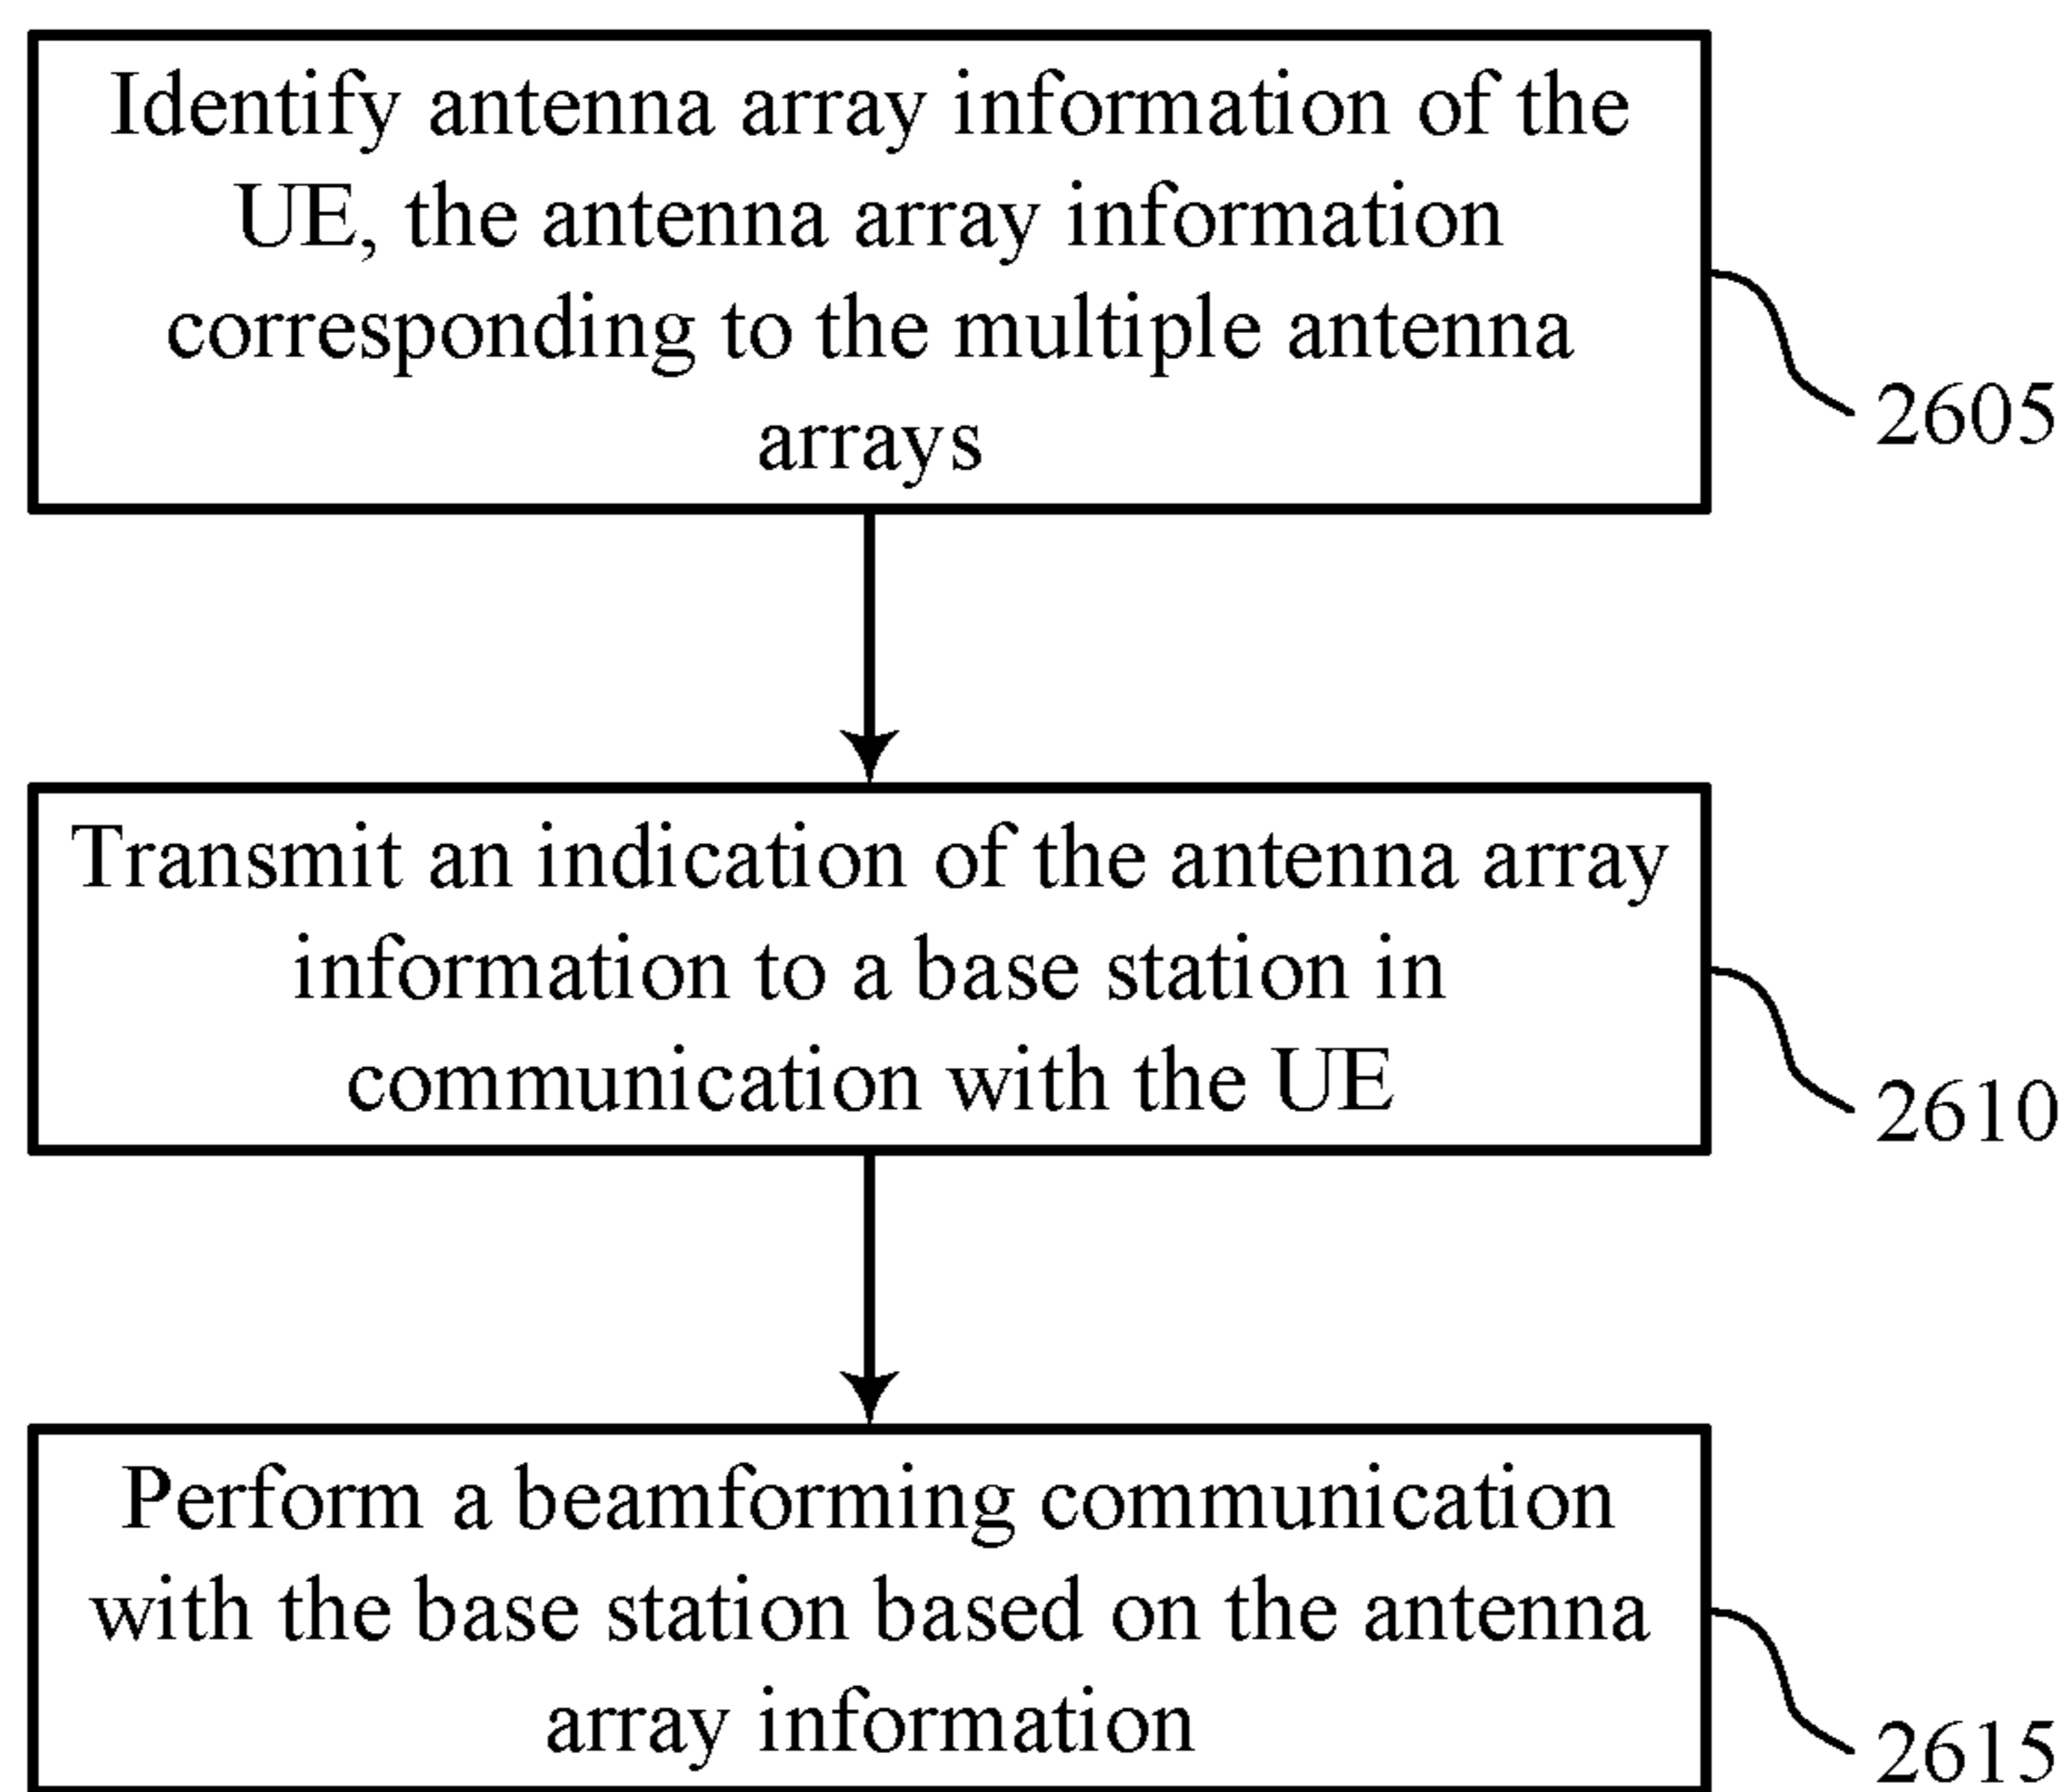 Identify antenna array information of the
UE, the antenna array information
corresponding to the multiple antenna
arrays
2605
Transmit an indication of the antenna array
information to a base station in
communication with the UE
2610
Perform a beamforming communication
with the base station based on the antenna
array information
2615